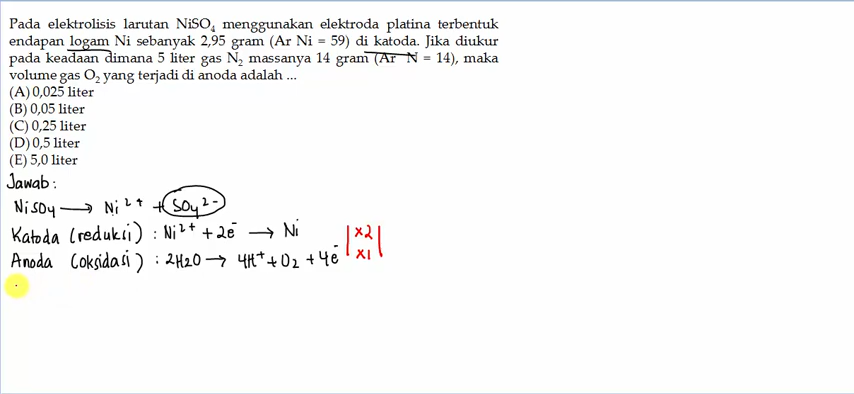 Pada elektrolisis larutan NiSO₄ menggunakan elektroda platina terbentuk
endapan logam Ni sebanyak 2,95 gram (Ar Ni = 59) di katoda. Jika diukur
pada keadaan dimana 5 liter gas N₂ massanya 14 gram (Ar N = 14), maka
volume gas O₂ yang terjadi di anoda adalah ...
(A) 0,025 liter
(B) 0,05 liter
(C) 0,25 liter
(D) 0,5 liter
(E) 5,0 liter
Jawab :
NiSO4 → Ni²⁺ + SO4²⁻
Katoda (reduksi) : Ni²⁺ + 2e⁻ → Ni |×2|
Anoda (oksidasi) : 2H2O → 4H⁺ + O2 + 4e⁻ |×1|